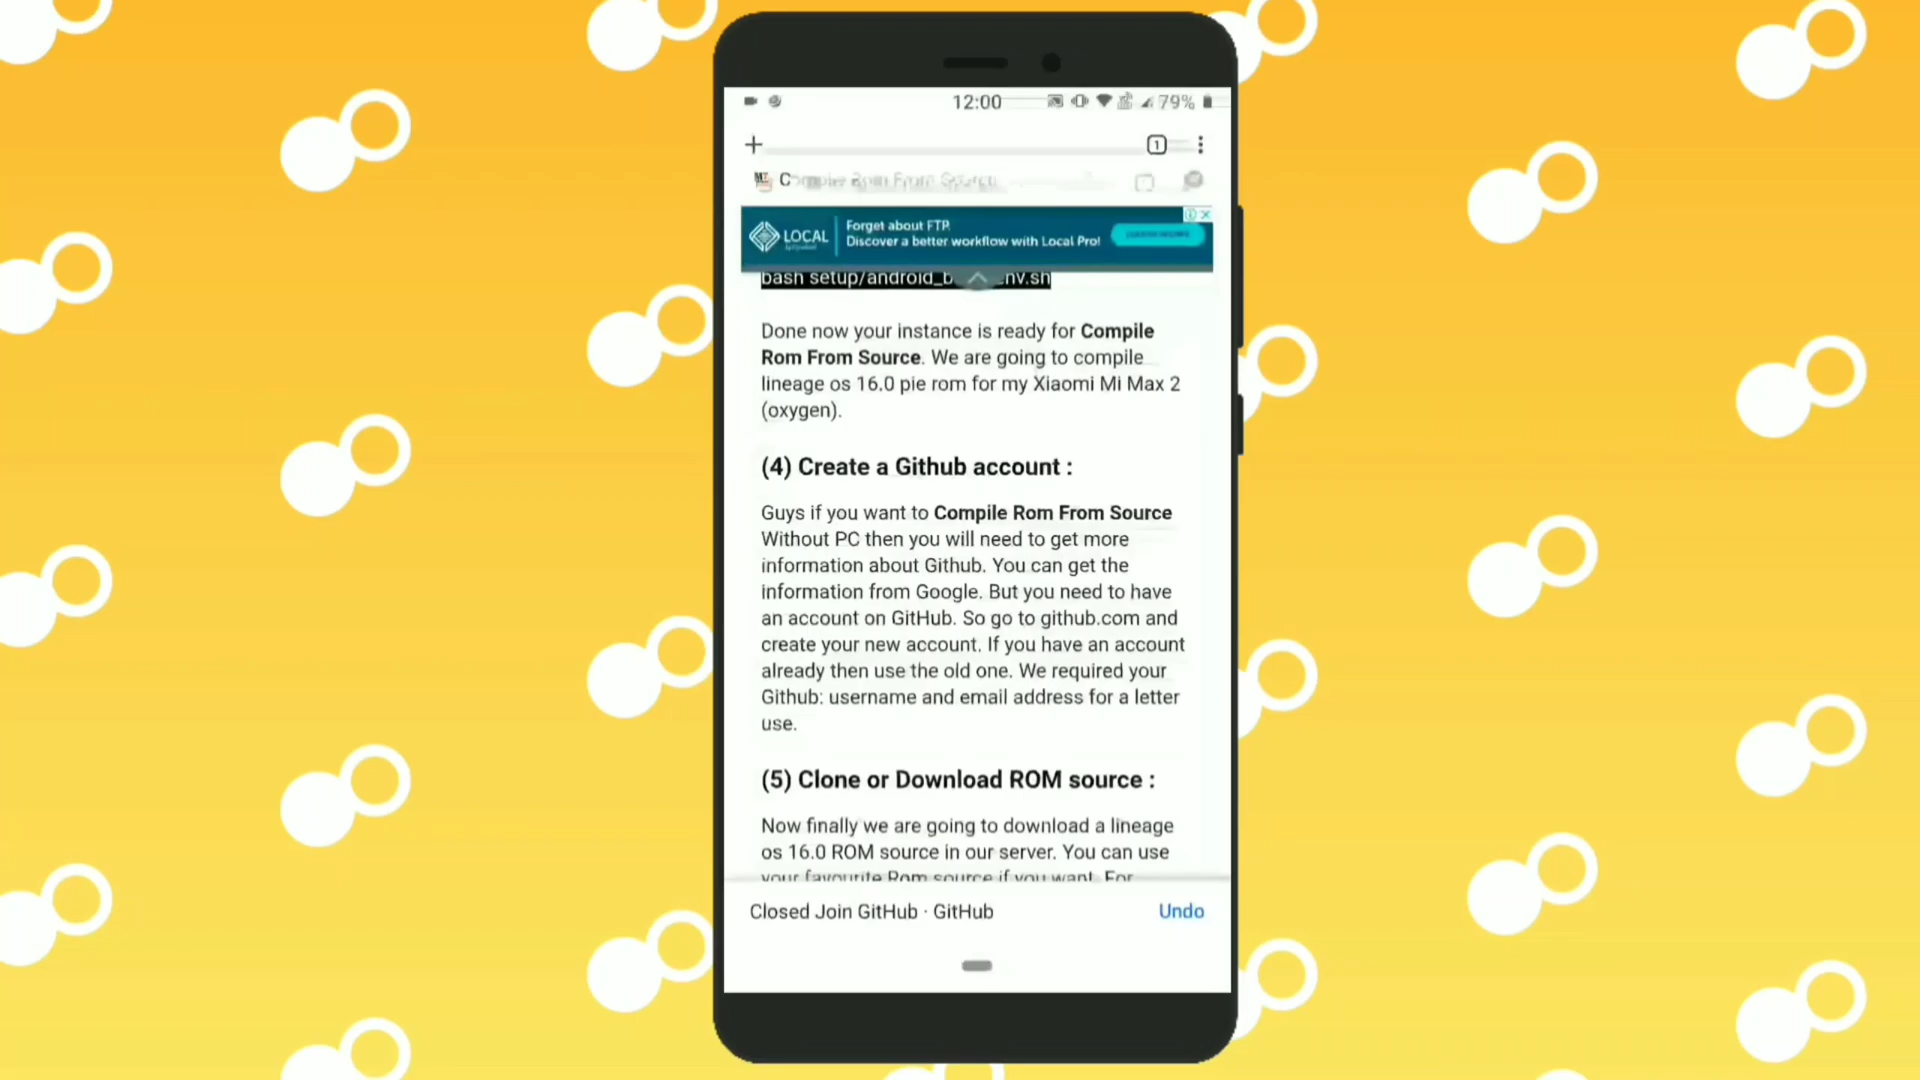 12:00
79%
1
LOCAL
Forget about FTP.
Discover a better workflow with Local Pro!
bash setup/android_b nv.sh
Done now your instance is ready for Compile
Rom From Source. We are going to compile
lineage os 16.0 pie rom for my Xiaomi Mi Max 2
(oxygen).
(4) Create a Github account :
Guys if you want to Compile Rom From Source
Without PC then you will need to get more
information about Github. You can get the
information from Google. But you need to have
an account on GitHub. So go to github.com and
create your new account. If you have an account
already then use the old one. We required your
Github: username and email address for a letter
use.
(5) Clone or Download ROM source :
Now finally we are going to download a lineage
os 16.0 ROM source in our server. You can use
your favourite Rom source if you want. For
Closed Join GitHub · GitHub
Undo